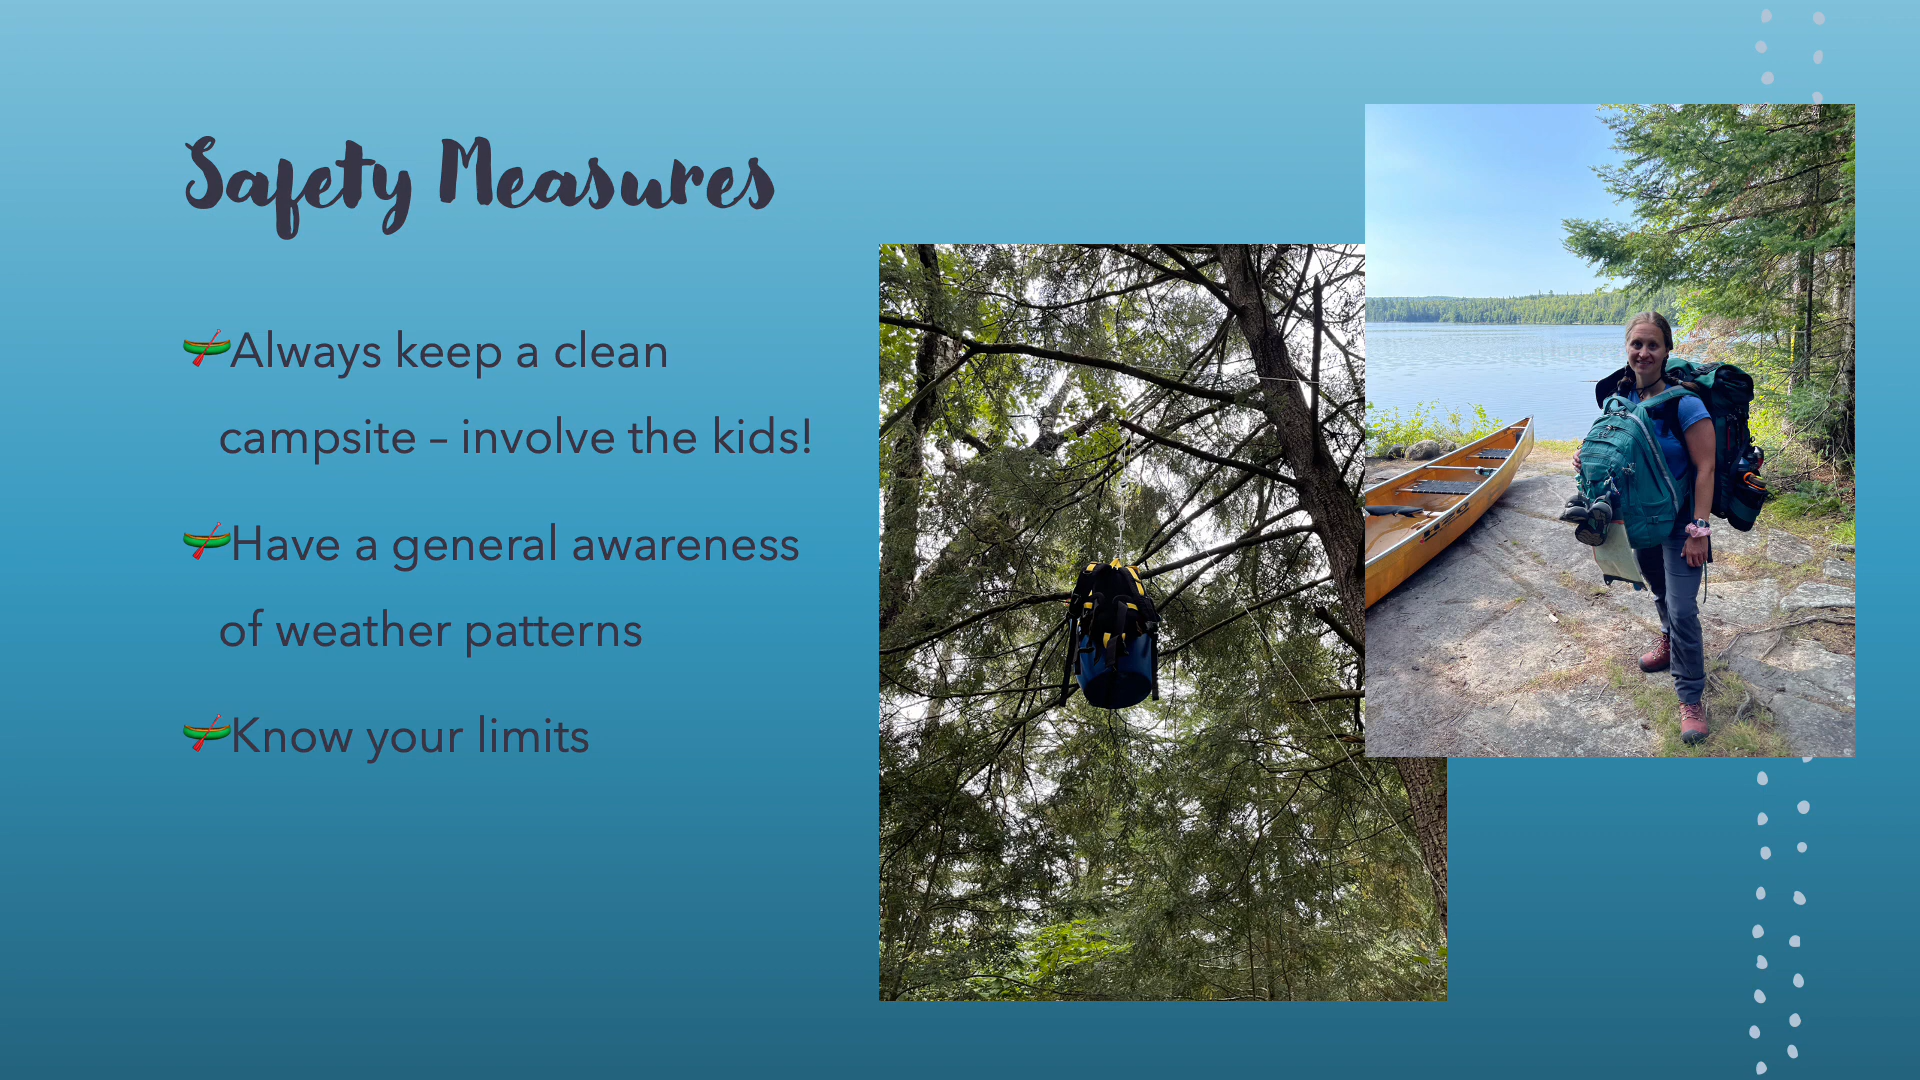 Safety Measures
Always keep a clean
campsite – involve the kids!
Have a general awareness
of weather patterns
Know your limits